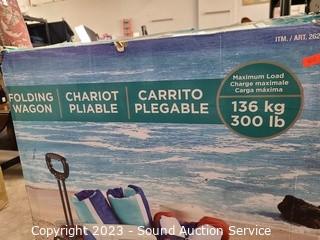 ITM. / ART. 262
Maximum Load
Charge maximale
Carga máxima
136 kg
300 lb
FOLDING
WAGON
CHARIOT
PLIABLE
CARRITO
PLEGABLE
Copyright 2023 - Sound Auction Service